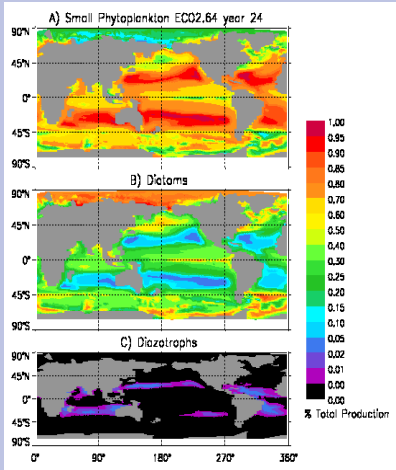 A) Small Phytoplankton ECO2.64 year 24
90°N
45°N
0°
45°S
90°S
B) Diatoms
90°N
45°N
0°
45°S
90°S
C) Diazotrophs
90°N
45°N
0°
45°S
90°S
0° 90° 180° 270° 360°
1.00
0.95
0.90
0.85
0.80
0.70
0.60
0.50
0.40
0.30
0.25
0.20
0.15
0.10
0.05
0.02
0.01
0.00
0.00
% Total Production